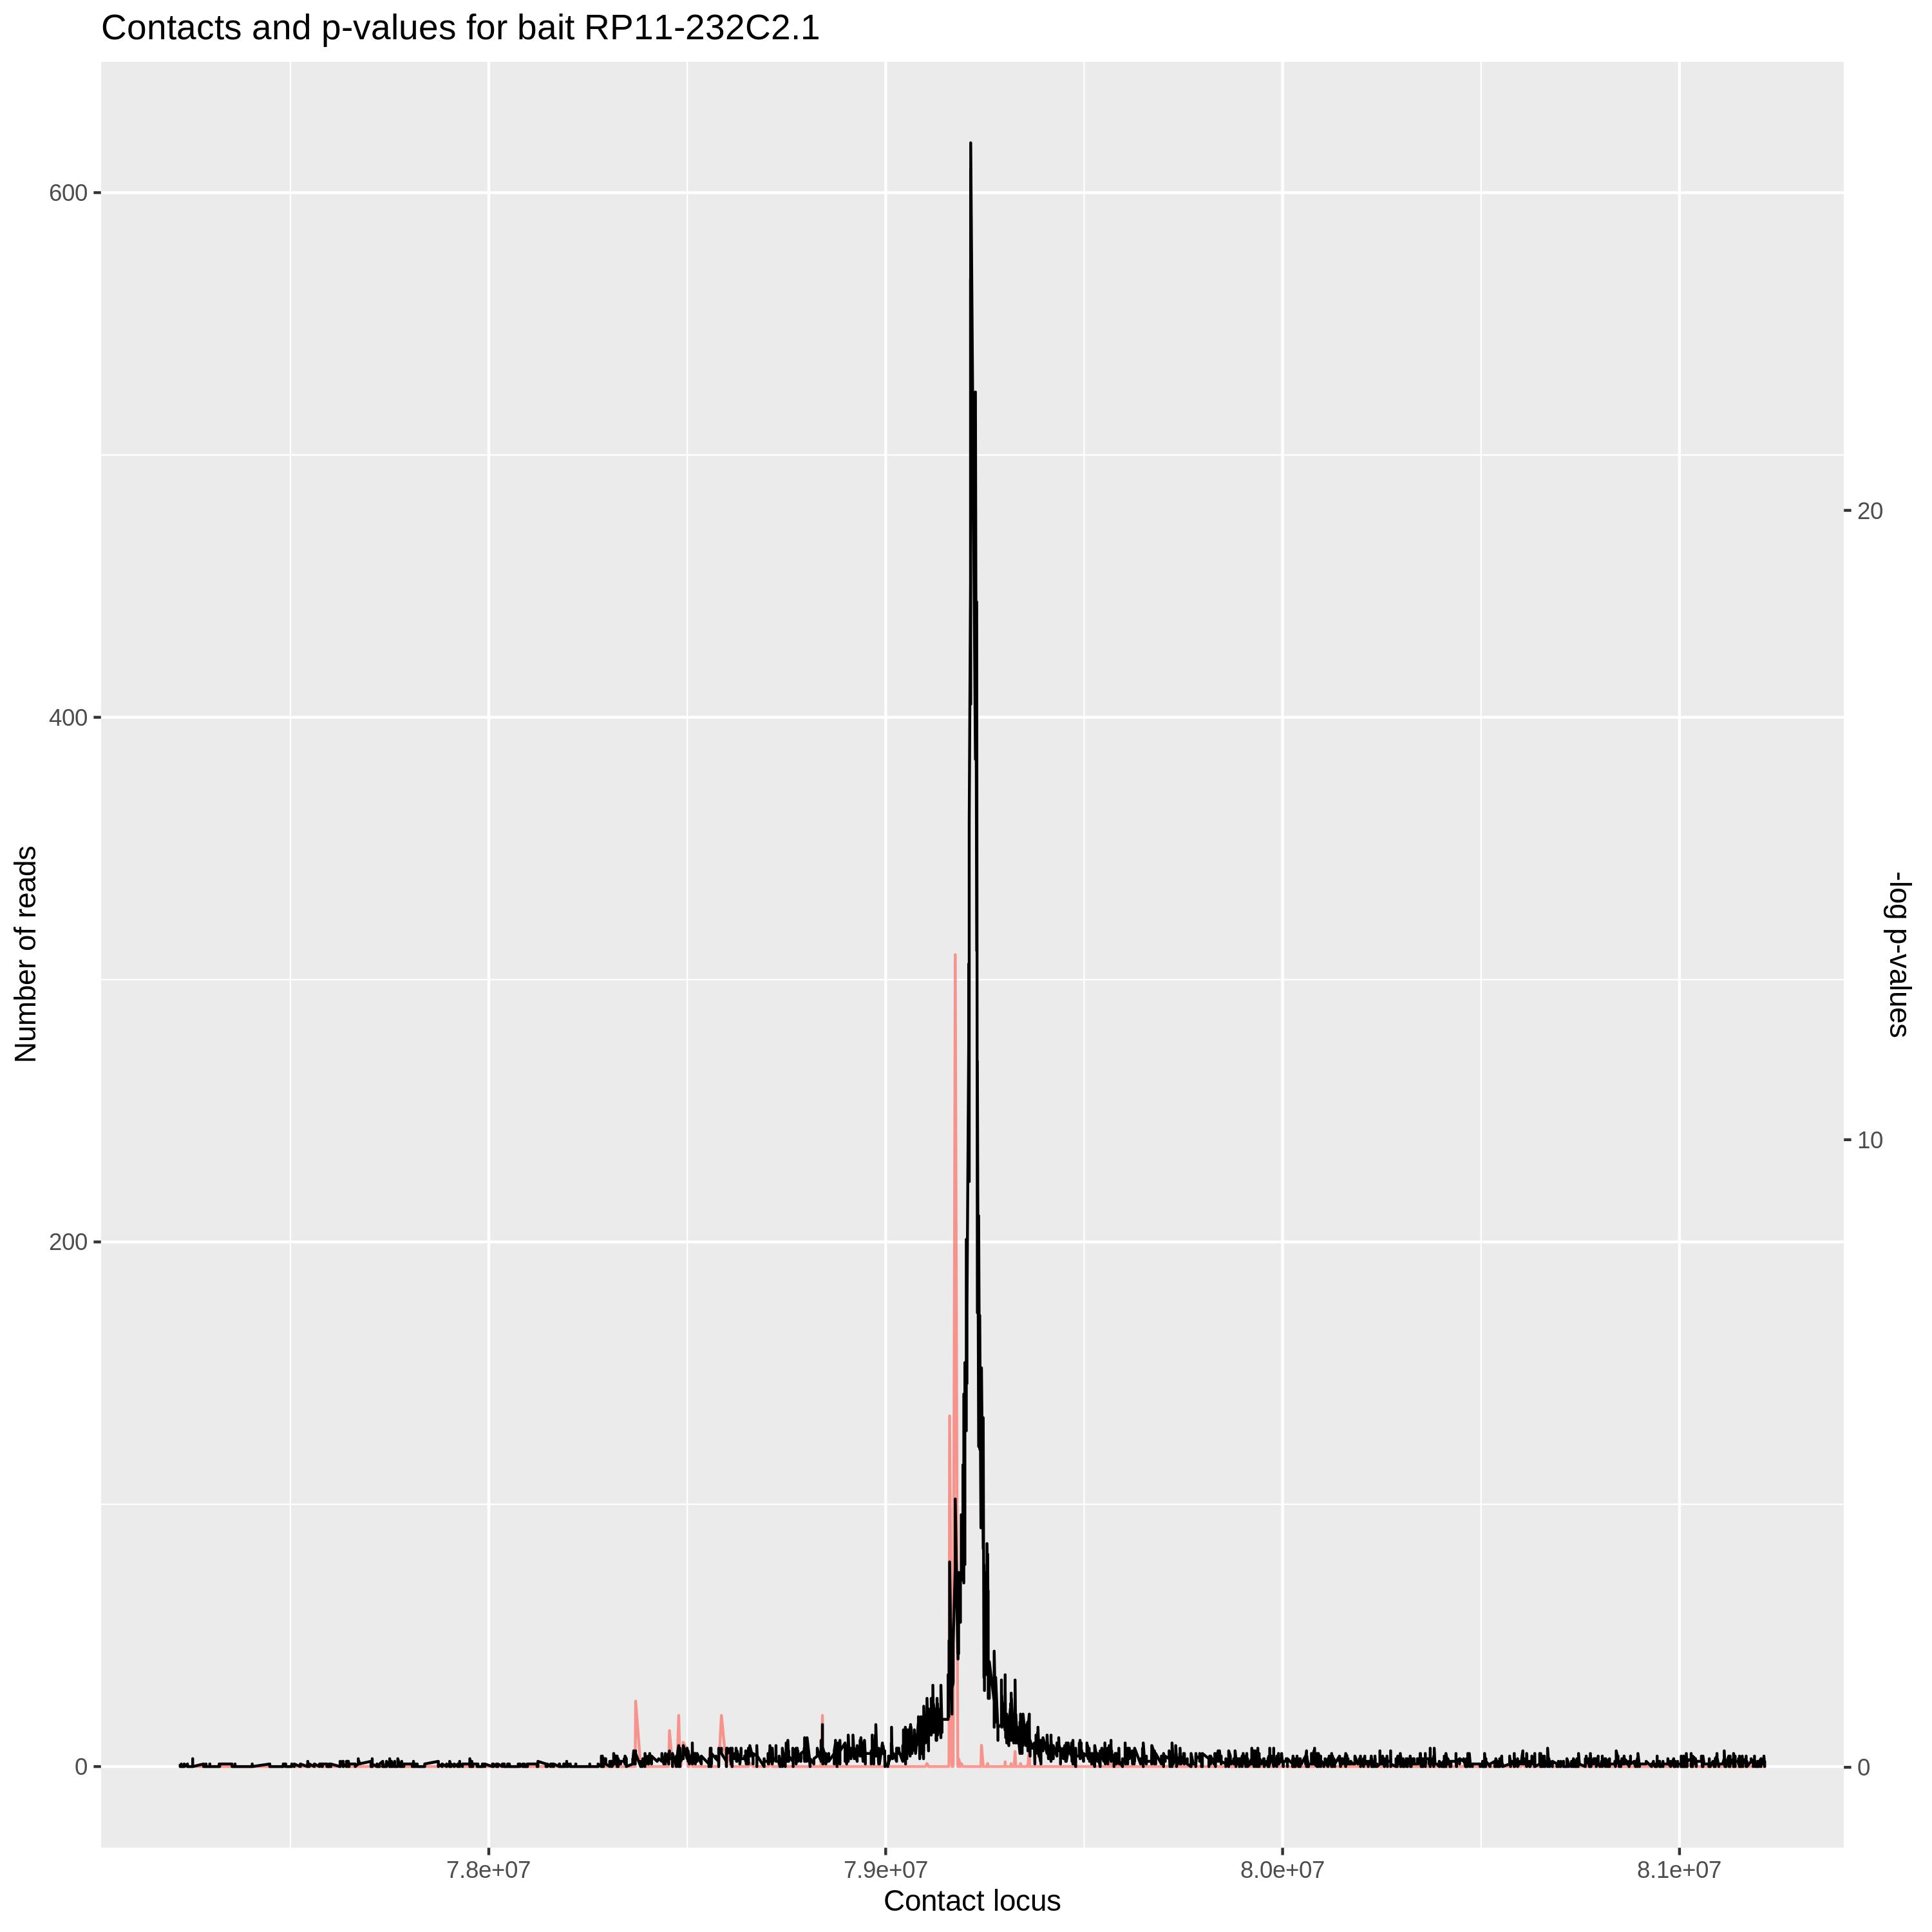 Contacts and p-values for bait RP11-232C2.1
600
400
200
0
Number of reads
20
10
0
-log p-values
7.8e+07
7.9e+07
8.0e+07
8.1e+07
Contact locus